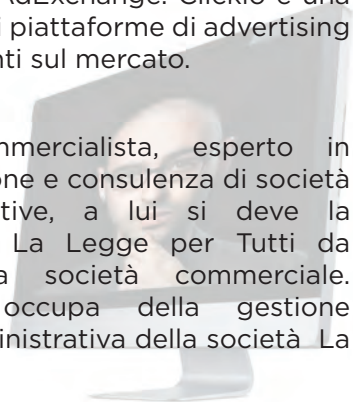 AdExchange. Clickio è una
i piattaforme di advertising
nti sul mercato.
mmercialista, esperto in
one e consulenza di società
tive, a lui si deve la
La Legge per Tutti da
a società commerciale.
occupa della gestione
ministrativa della società La